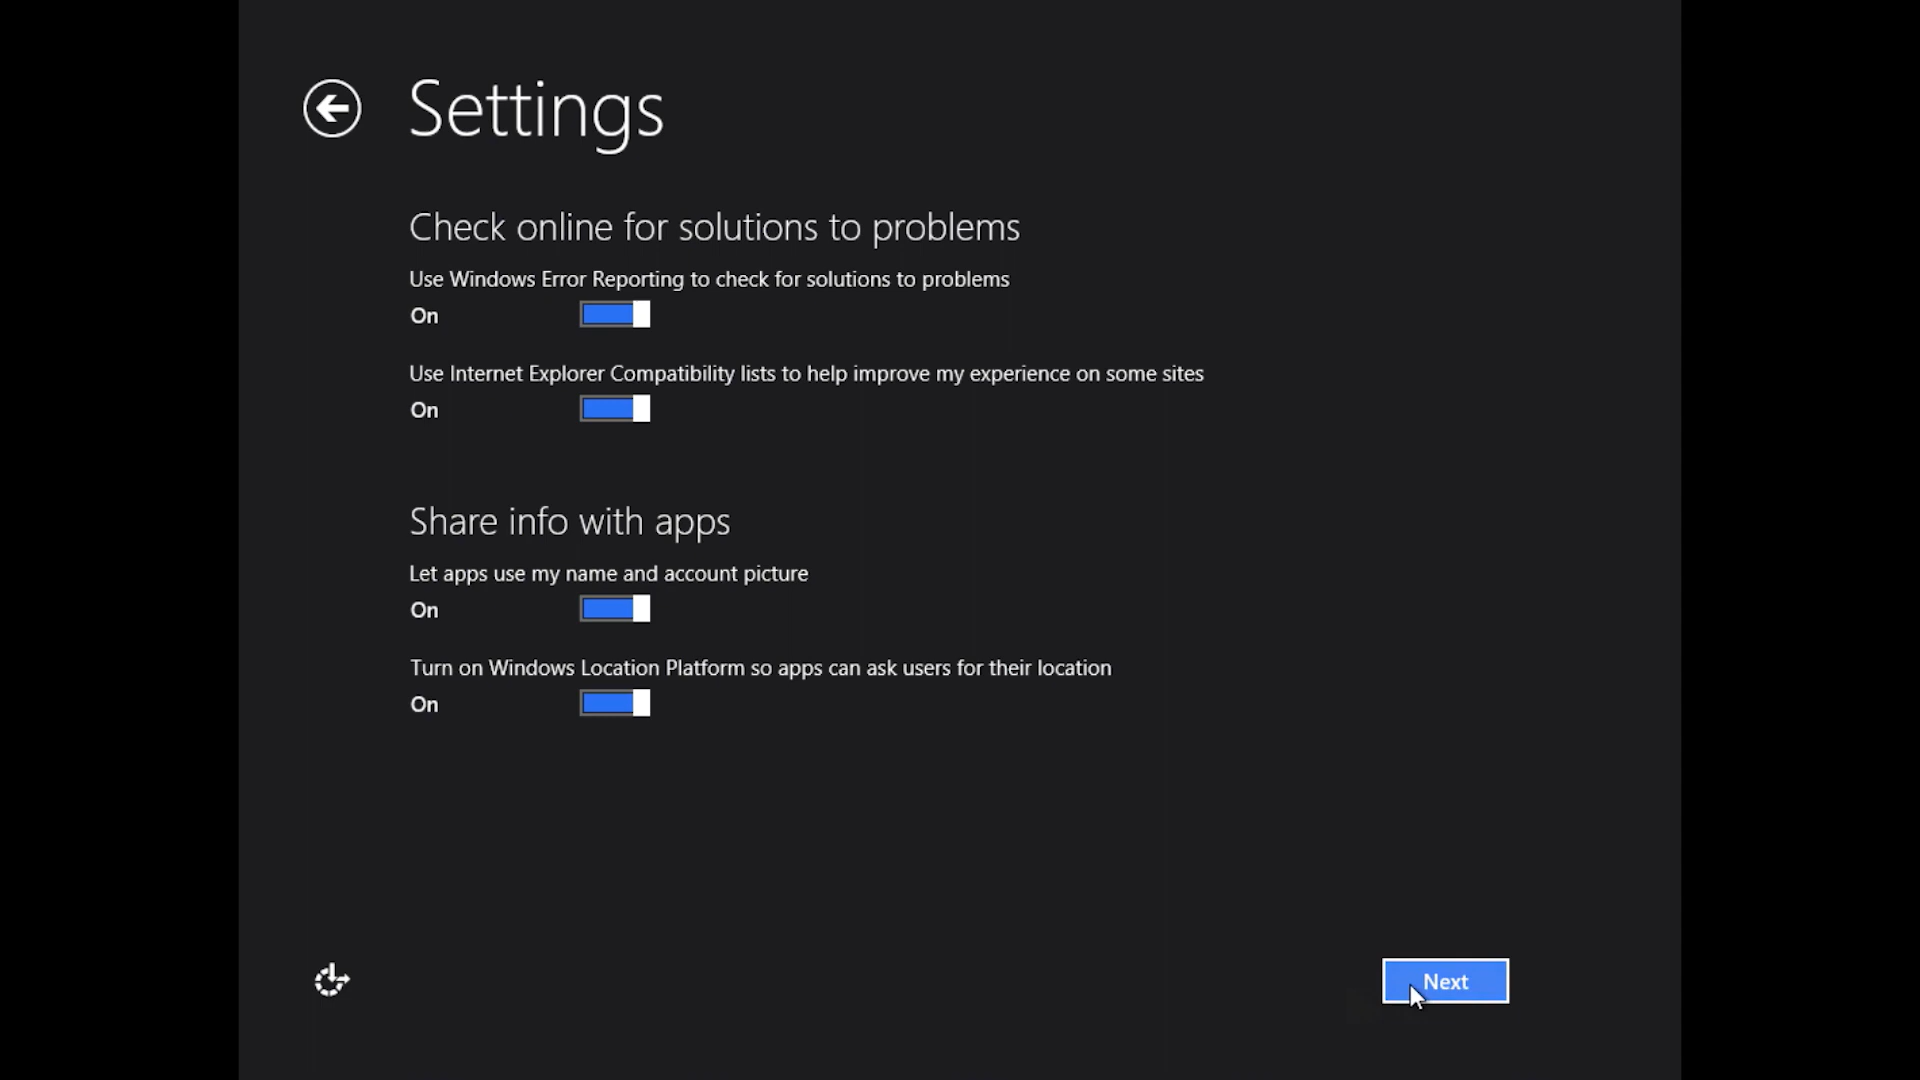 Settings
Check online for solutions to problems
Use Windows Error Reporting to check for solutions to problems
On
Use Internet Explorer Compatibility lists to help improve my experience on some sites
On
Share info with apps
Let apps use my name and account picture
On
Turn on Windows Location Platform so apps can ask users for their location
On
Next